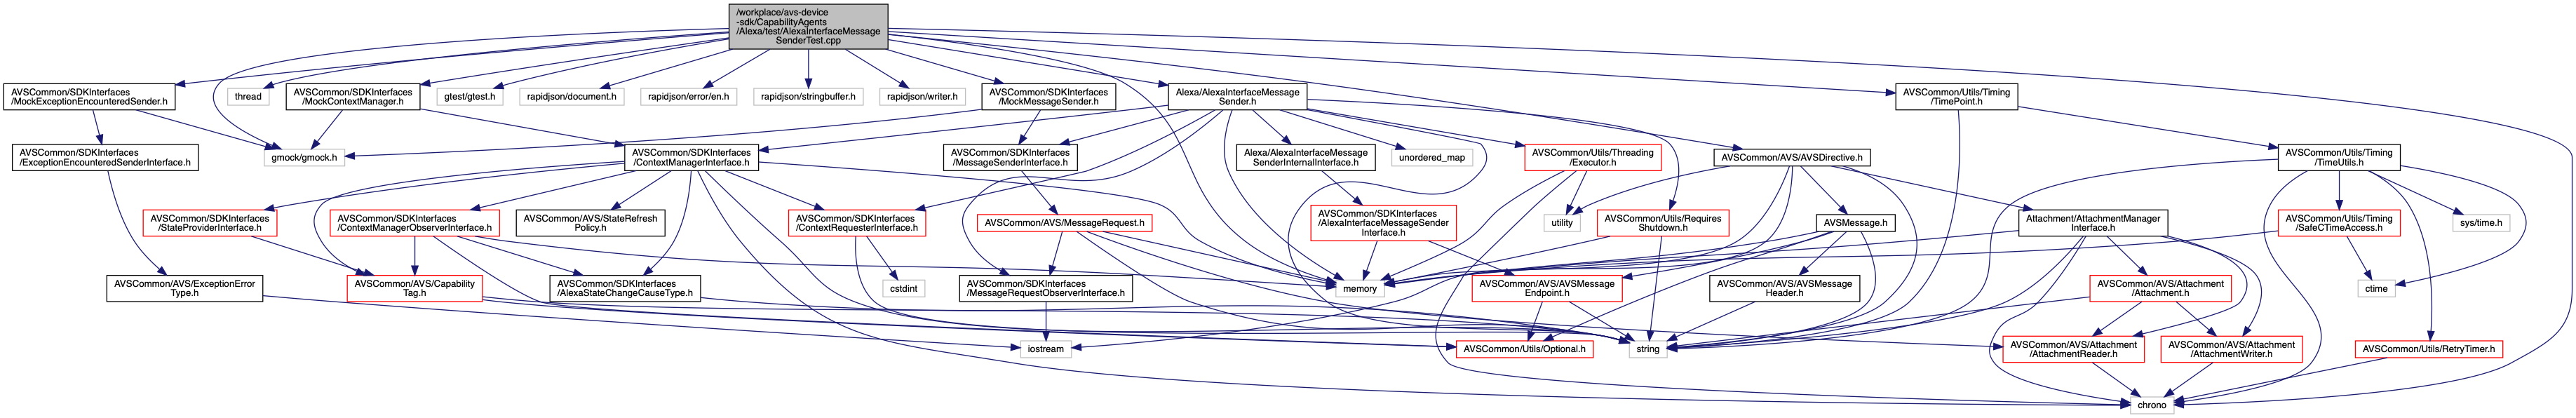 /workplace/avs-device
-sdk/CapabilityAgents
/Alexa/test/AlexaInterfaceMessage
SenderTest.cpp
AVSCommon/SDKInterfaces
/MockExceptionEncounteredSender.h
thread
AVSCommon/SDKInterfaces
/MockContextManager.h
gtest/gtest.h
rapidjson/document.h
rapidjson/error/en.h
rapidjson/stringbuffer.h
rapidjson/writer.h
AVSCommon/SDKInterfaces
/MockMessageSender.h
Alexa/AlexaInterfaceMessage
Sender.h
AVSCommon/Utils/Timing
/TimePoint.h
AVSCommon/SDKInterfaces
/ExceptionEncounteredSenderInterface.h
gmock/gmock.h
AVSCommon/SDKInterfaces
/ContextManagerInterface.h
AVSCommon/SDKInterfaces
/MessageSenderInterface.h
Alexa/AlexaInterfaceMessage
SenderInternalInterface.h
unordered_map
AVSCommon/Utils/Threading
/Executor.h
AVSCommon/AVS/AVSDirective.h
AVSCommon/Utils/Timing
/TimeUtils.h
AVSCommon/SDKInterfaces
/StateProviderInterface.h
AVSCommon/SDKInterfaces
/ContextManagerObserverInterface.h
AVSCommon/AVS/StateRefresh
Policy.h
AVSCommon/SDKInterfaces
/ContextRequesterInterface.h
AVSCommon/AVS/MessageRequest.h
AVSCommon/SDKInterfaces
/AlexaInterfaceMessageSender
Interface.h
utility
AVSCommon/Utils/Requires
Shutdown.h
AVSMessage.h
Attachment/AttachmentManager
Interface.h
AVSCommon/Utils/Timing
/SafeCTimeAccess.h
sys/time.h
AVSCommon/AVS/ExceptionError
Type.h
AVSCommon/AVS/Capability
Tag.h
AVSCommon/SDKInterfaces
/AlexaStateChangeCauseType.h
cstdint
AVSCommon/SDKInterfaces
/MessageRequestObserverInterface.h
memory
AVSCommon/AVS/AVSMessage
Endpoint.h
AVSCommon/AVS/AVSMessage
Header.h
AVSCommon/AVS/Attachment
/Attachment.h
ctime
iostream
AVSCommon/Utils/Optional.h
string
AVSCommon/AVS/Attachment
/AttachmentReader.h
AVSCommon/AVS/Attachment
/AttachmentWriter.h
AVSCommon/Utils/RetryTimer.h
chrono